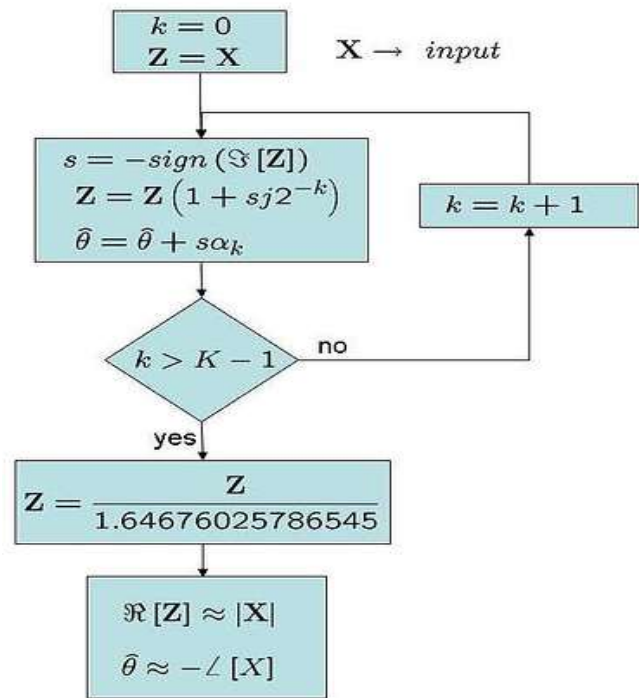 k = 0
Z = X
X → input
s = −sign (ℑ [Z])
Z = Z (1 + sj2^{−k})
θ̂ = θ̂ + sα_k
k = k + 1
k > K − 1
no
yes
Z = Z / 1.64676025786545
ℜ [Z] ≈ |X|
θ̂ ≈ −∠ [X]